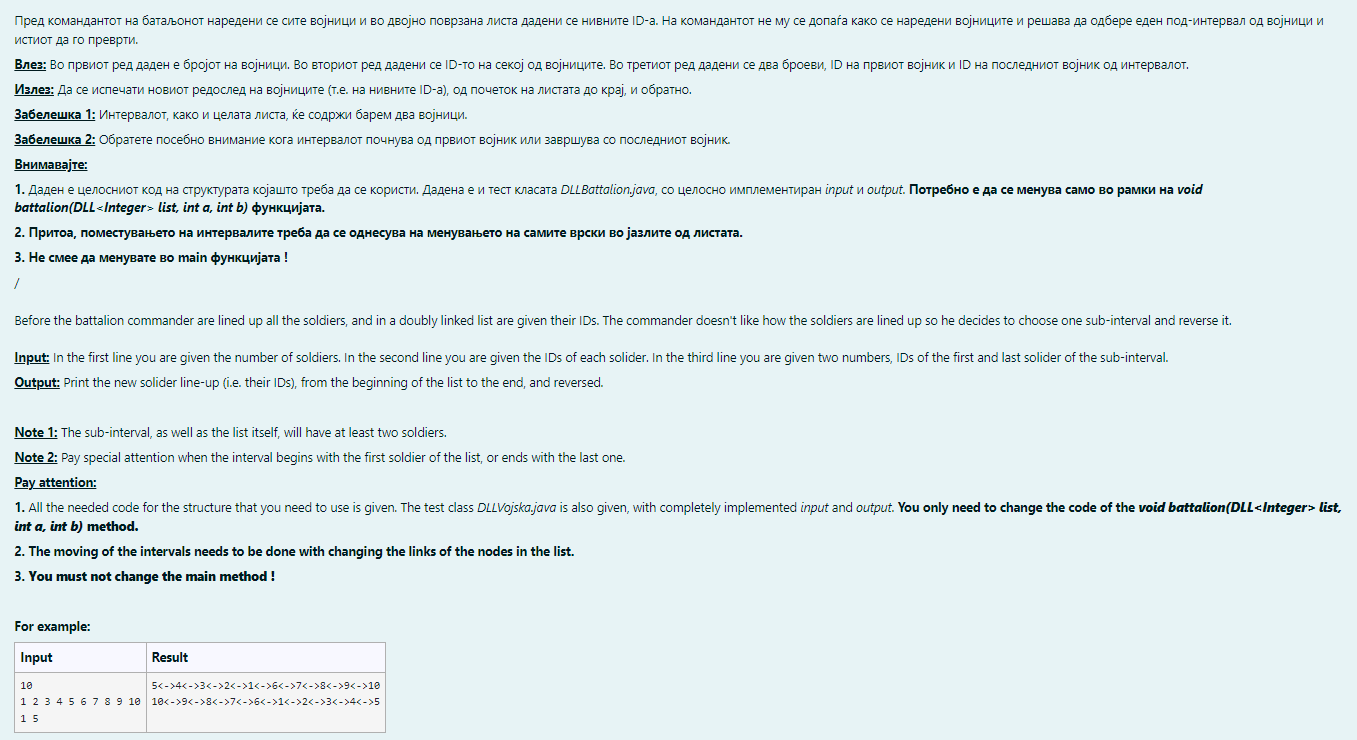 Пред командантот на батаљонот наредени се сите војници и во двојно поврзана листа дадени се нивните ID-а. На командантот не му се допаѓа како се наредени војниците и решава да одбере еден под-интервал од војници и
истиот да го преврти.
Влез: Во првиот ред даден е бројот на војници. Во вториот ред дадени се ID-то на секој од војниците. Во третиот ред дадени се два броеви, ID на првиот војник и ID на последниот војник од интервалот.
Излез: Да се испечати новиот редослед на војниците (т.е. на нивните ID-а), од почеток на листата до крај, и обратно.
Забелешка 1: Интервалот, како и целата листа, ќе содржи барем два војници.
Забелешка 2: Обратете посебно внимание кога интервалот почнува од првиот војник или завршува со последниот војник.
Внимавајте:
1. Даден е целосниот код на структурата којашто треба да се користи. Дадена е и тест класата DLLBattalion.java, со целосно имплементиран input и output. Потребно е да се менува само во рамки на void
battalion(DLL<Integer> list, int a, int b) функцијата.
2. Притоа, поместувањето на интервалите треба да се однесува на менувањето на самите врски во јазлите од листата.
3. Не смее да менувате во main функцијата !
/
Before the battalion commander are lined up all the soldiers, and in a doubly linked list are given their IDs. The commander doesn't like how the soldiers are lined up so he decides to choose one sub-interval and reverse it.
Input: In the first line you are given the number of soldiers. In the second line you are given the IDs of each solider. In the third line you are given two numbers, IDs of the first and last solider of the sub-interval.
Output: Print the new solider line-up (i.e. their IDs), from the beginning of the list to the end, and reversed.
Note 1: The sub-interval, as well as the list itself, will have at least two soldiers.
Note 2: Pay special attention when the interval begins with the first soldier of the list, or ends with the last one.
Pay attention:
1. All the needed code for the structure that you need to use is given. The test class DLLVojska.java is also given, with completely implemented input and output. You only need to change the code of the void battalion(DLL<Integer> list,
int a, int b) method.
2. The moving of the intervals needs to be done with changing the links of the nodes in the list.
3. You must not change the main method !
For example:
Input Result
10 5<->4<->3<->2<->1<->6<->7<->8<->9<->10
1 2 3 4 5 6 7 8 9 10 10<->9<->8<->7<->6<->1<->2<->3<->4<->5
1 5